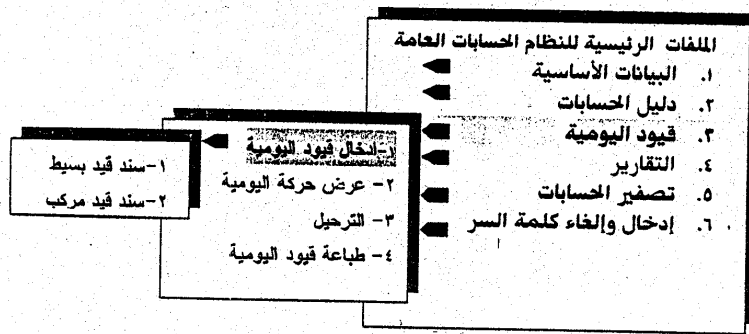 الملفات الرئيسية للنظام الحسابات العامة
١. البيانات الأساسية
٢. دليل الحسابات
٣. قيود اليومية
٤. التقارير
٥. تصفير الحسابات
٦. إدخال وإلغاء كلمة السر
١-ادخال قيود اليومية
٢- عرض حركة اليومية
٣- الترحيل
٤- طباعة قيود اليومية
١-سند قيد بسيط
٢-سند قيد مركب